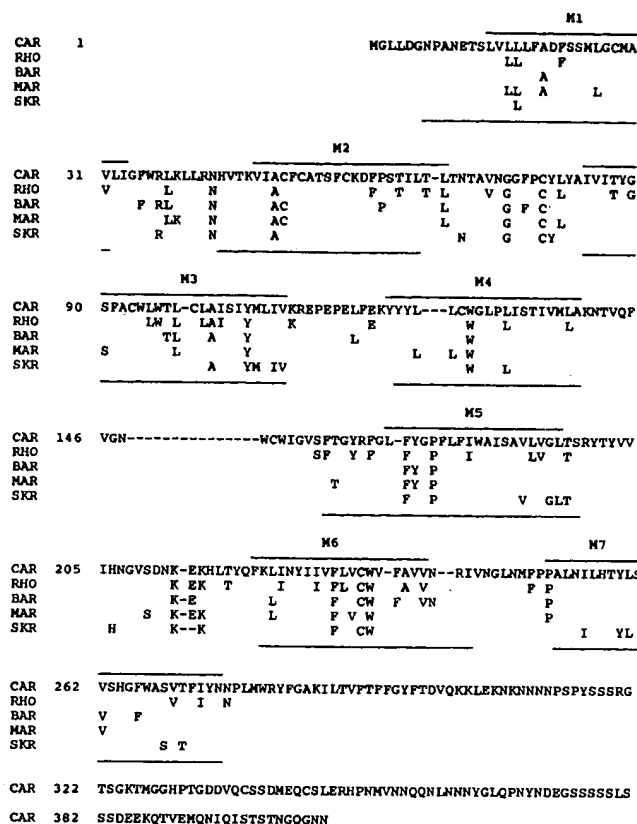 M1
CAR 1 MGLLDGNPANETSLVLLLFADFSSMLGCMA
RHO LL F
BAR A
MAR LL A L
SKR L
M2
CAR 31 VLIGFWRLKLLRNHVTKVIACFCATSFCKDFPSTILT-LTNTAVNGGFPCYLYAIVITYG
RHO V L N A F T T L V G C L T G
BAR F RL N AC P L G F C
MAR LK N AC L G C L
SKR R N A N G CY
M3 M4
CAR 90 SFACWLWTL-CLAISIYMLIVKREPEPELFEKYYYL---LCWGLPLISTIVMLAKNTVQF
RHO LW L LAI Y K E W L L
BAR TL A Y L W
MAR S L Y L L W
SKR A YM IV W L
M5
CAR 146 VGN----------------WCWIGVSFTGYRFGL-FYGPFLFIWAISAVLVGLTSRYTYVV
RHO SF Y F F P I LV T
BAR FY P
MAR T FY P
SKR F P V GLT
M6 M7
CAR 205 IHNGVSDNK-EKHLTYQFKLINYIIVFLVCWV-FAVVN--RIVNGLNMFPPALNILHTYLS
RHO K EK T I I FL CW A V F P
BAR K-E L F CW F VN P
MAR S K-EK L F V W P
SKR H K--K F CW I YL
CAR 262 VSHGFWASVTFIYNNPLMWRYFGAKILTVFTFFGYFTDVQKKLEKNKNNNNPSPYSSSRG
RHO V I N
BAR V F
MAR V
SKR S T
CAR 322 TSGKTMGGHPTGDDVQCSSDMEQCSLERHPNMVNNQQNLNNNYGLQPNYNDEGSSSSSLS
CAR 382 SSDEEKQTVEMQNIQISTSTNGQGNN